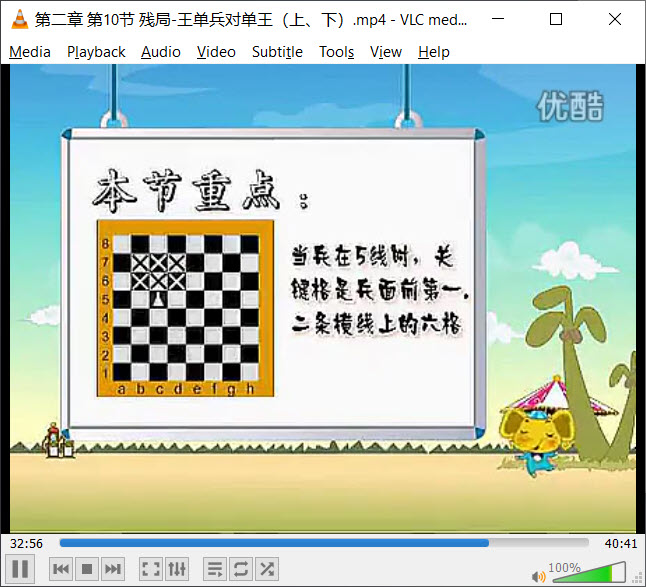 第二章 第10节 残局-王单兵对单王（上、下）.mp4 - VLC med...
Media Playback Audio Video Subtitle Tools View Help
优酷
本节重点：
当兵在5线时，关
键格是兵面前第一.
二条横线上的六格
8
7
6
5
4
3
2
1
a b c d e f g h
32:56
40:41
100%